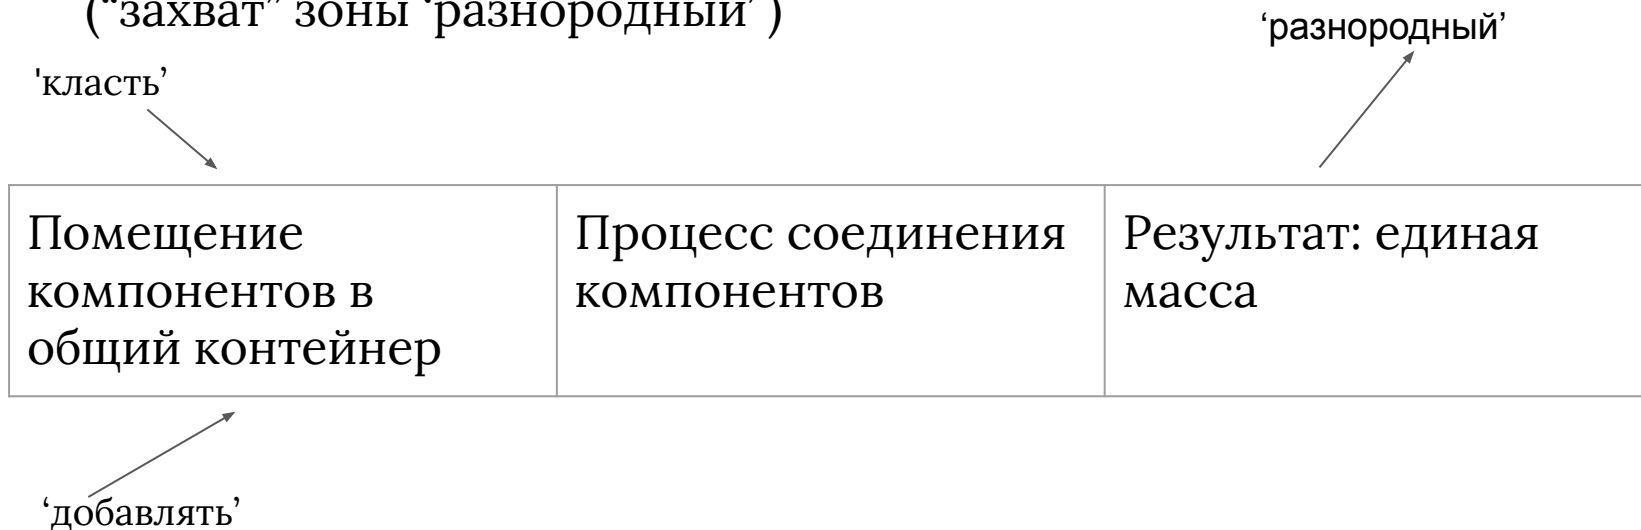 (“захват” зоны ‘разнородный’ )
‘разнородный’
'класть’
Помещение
компонентов в
общий контейнер
Процесс соединения
компонентов
Результат: единая
масса
‘добавлять’